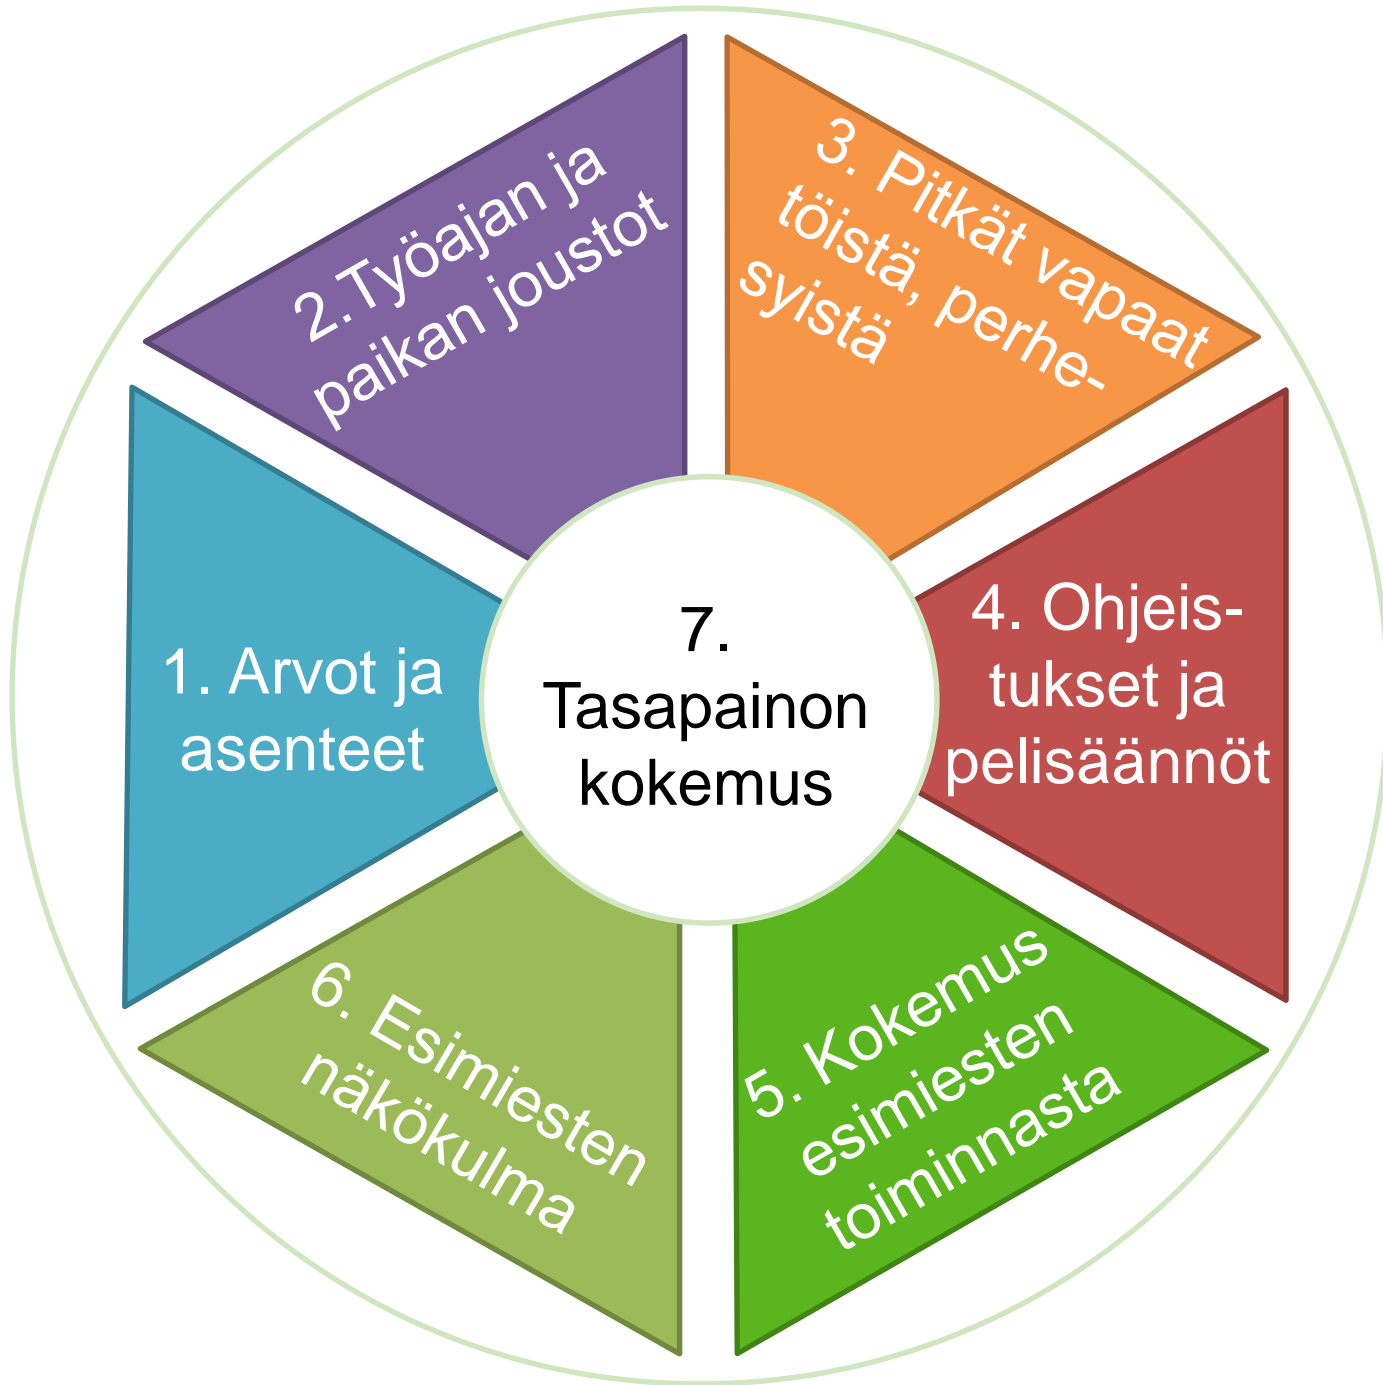 1. Arvot ja
asenteet
2.Työajan ja
paikan joustot
3. Pitkät vapaat
töistä, perhe-
syistä
4. Ohjeis-
tukset ja
pelisäännöt
5. Kokemus
esimiesten
toiminnasta
6. Esimiesten
näkökulma
7.
Tasapainon
kokemus